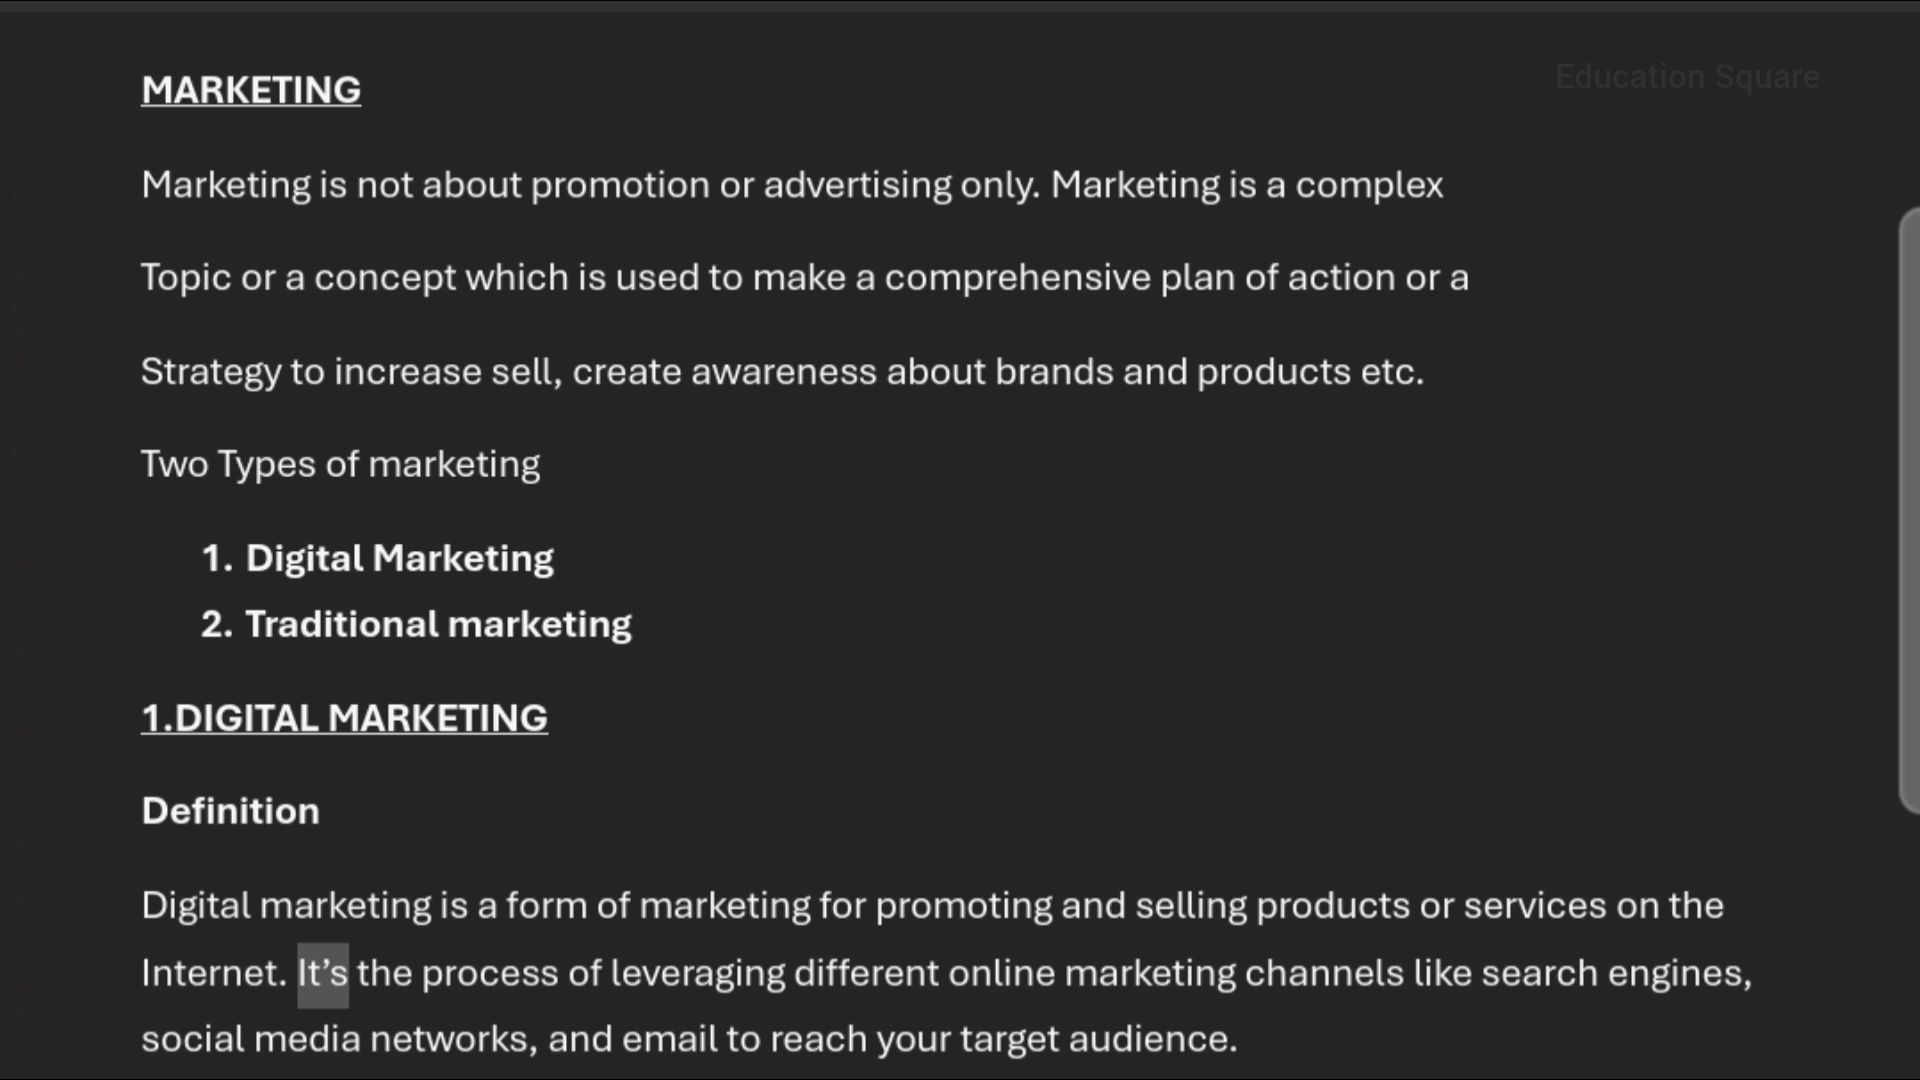 MARKETING
Education Square
Marketing is not about promotion or advertising only. Marketing is a complex
Topic or a concept which is used to make a comprehensive plan of action or a
Strategy to increase sell, create awareness about brands and products etc.
Two Types of marketing
1. Digital Marketing
2. Traditional marketing
1.DIGITAL MARKETING
Definition
Digital marketing is a form of marketing for promoting and selling products or services on the
Internet. It’s the process of leveraging different online marketing channels like search engines,
social media networks, and email to reach your target audience.